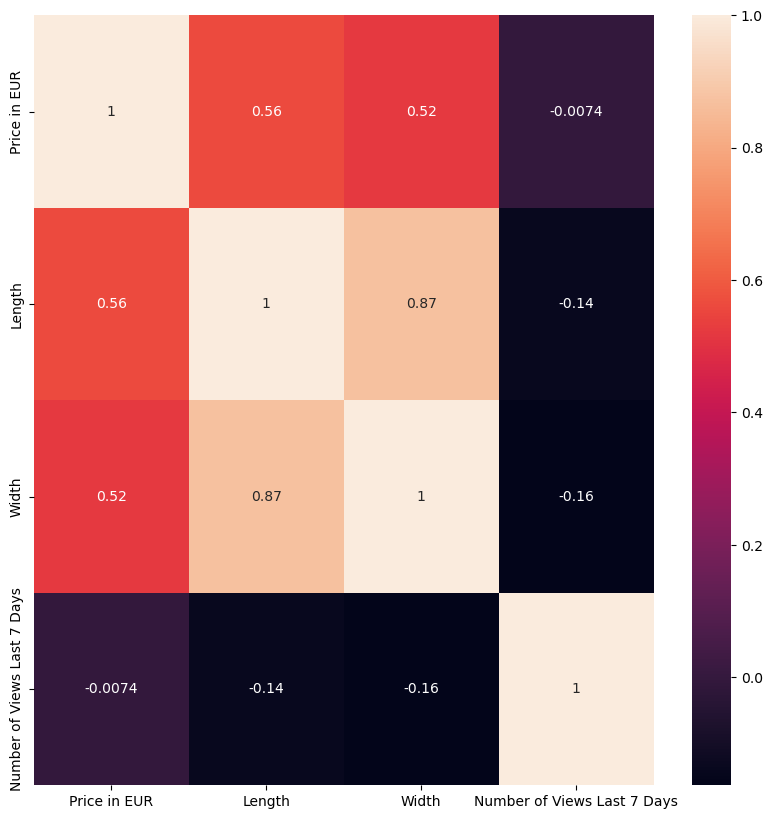 Price in EUR
1
0.56
0.52
-0.0074
Length
0.56
1
0.87
-0.14
Width
0.52
0.87
1
-0.16
Number of Views Last 7 Days
-0.0074
-0.14
-0.16
1
Price in EUR
Length
Width
Number of Views Last 7 Days
1.0
0.8
0.6
0.4
0.2
0.0